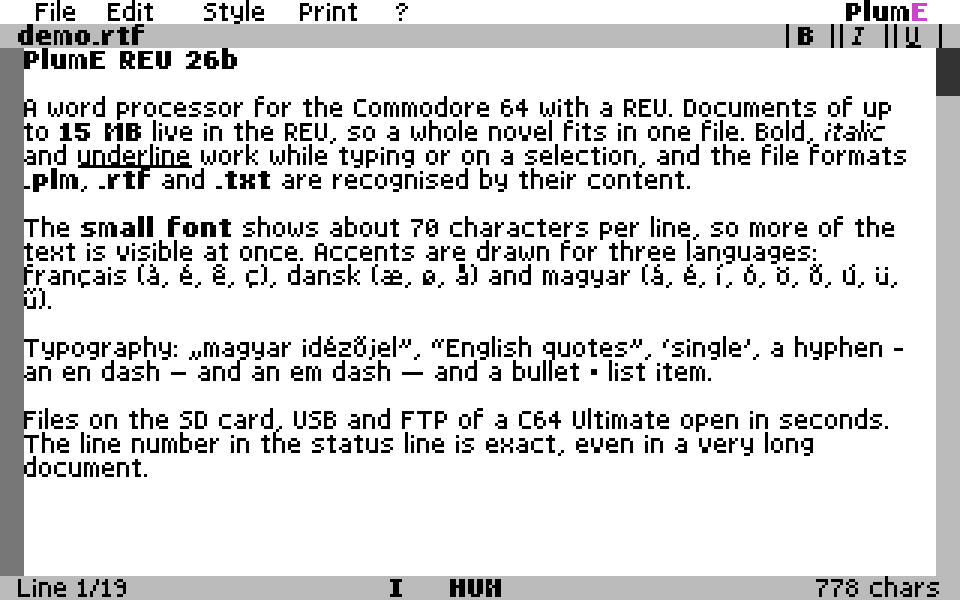 File Edit Style Print ? PlumE
demo.rtf B I U
PlumE REU 26b
A word processor for the Commodore 64 with a REU. Documents of up
to 15 MB live in the REU, so a whole novel fits in one file. Bold, italic
and underline work while typing or on a selection, and the file formats
.plm, .rtf and .txt are recognised by their content.
The small font shows about 70 characters per line, so more of the
text is visible at once. Accents are drawn for three languages:
français (à, é, ê, ç), dansk (æ, ø, å) and magyar (á, é, í, ó, ö, ő, ú, ü,
ű).
Typography: „magyar idézőjel”, “English quotes”, ‘single’, a hyphen -
an en dash – and an em dash — and a bullet • list item.
Files on the SD card, USB and FTP of a C64 Ultimate open in seconds.
The line number in the status line is exact, even in a very long
document.
Line 1/19 I HUN 778 chars